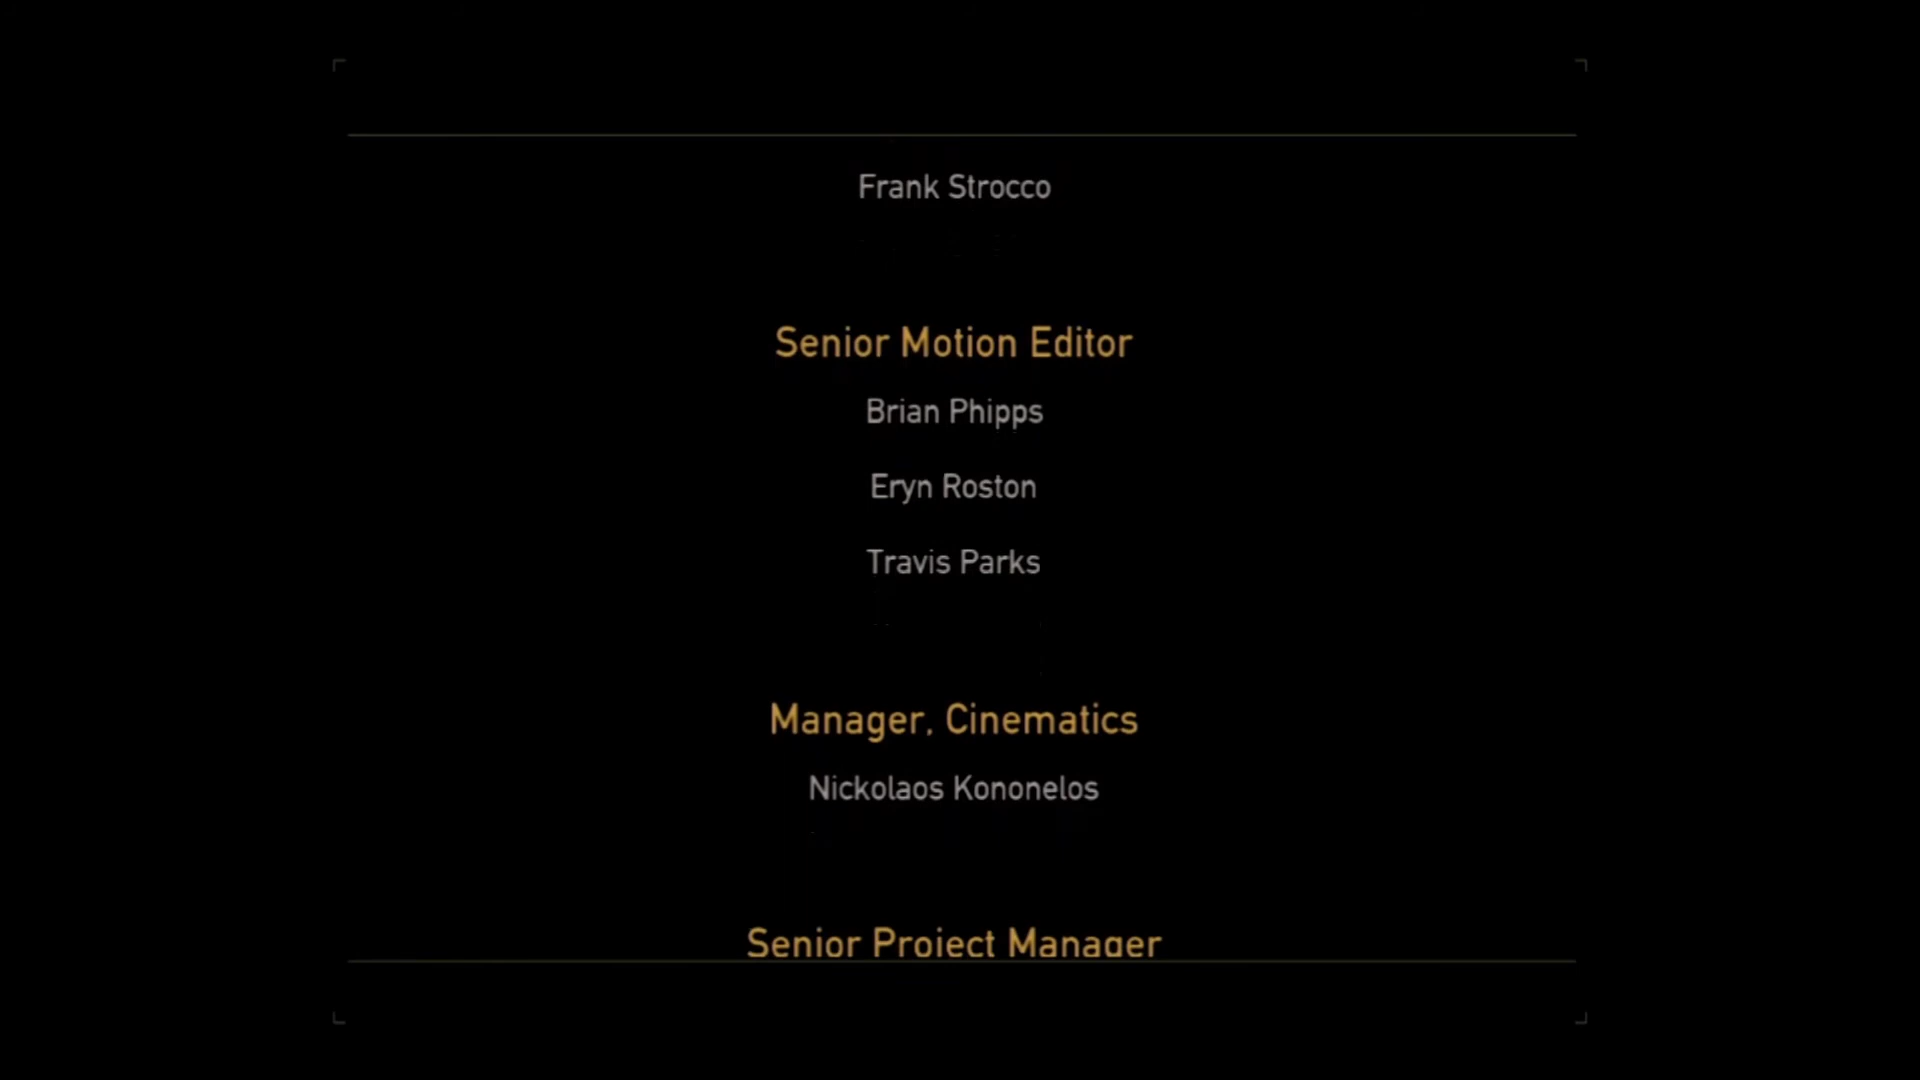 Frank Strocco
Senior Motion Editor
Brian Phipps
Eryn Roston
Travis Parks
Manager, Cinematics
Nickolaos Kononelos
Senior Project Manager